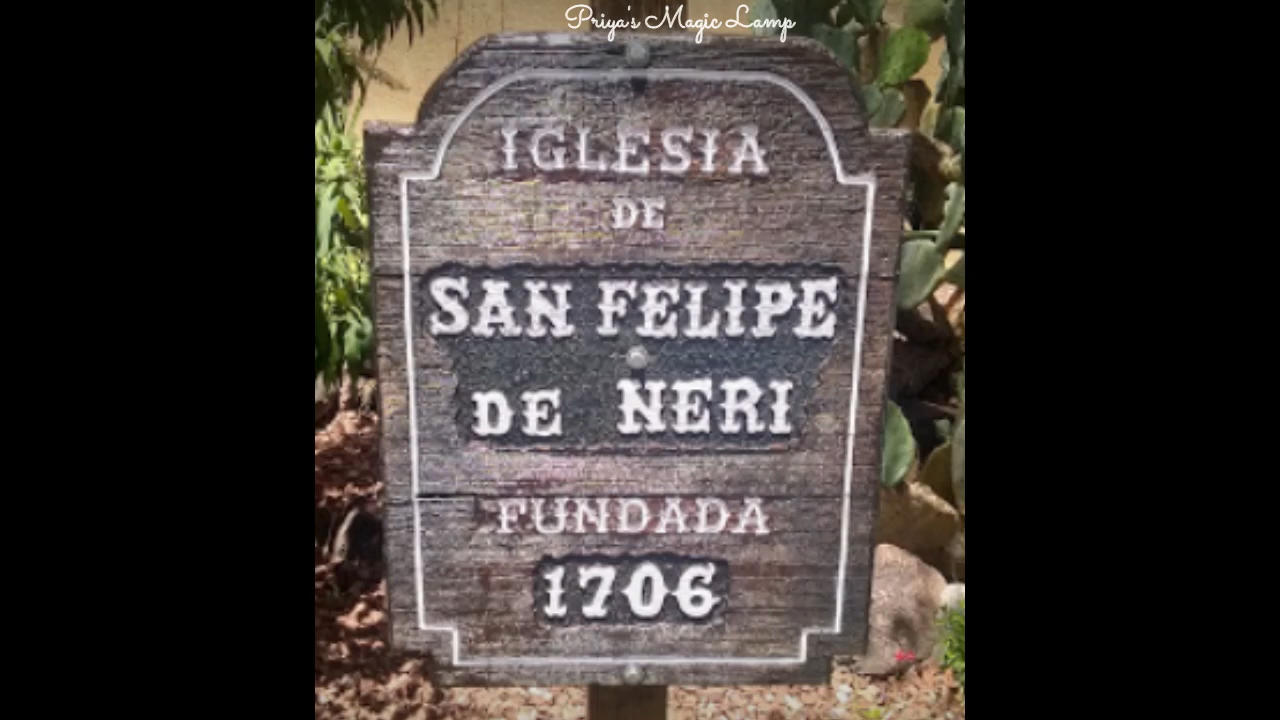 Priya's Magic Lamp
IGLESIA
DE
SAN FELIPE
DE NERI
FUNDADA
1706